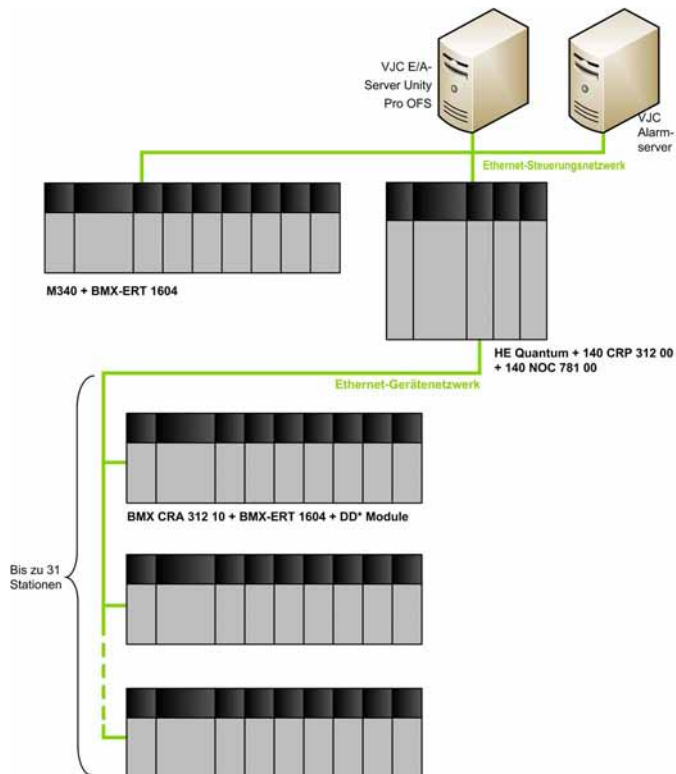 VJC E/A-
Server Unity
Pro OFS
VJC
Alarm-
server
Ethernet-Steuerungsnetzwerk
M340 + BMX-ERT 1604
HE Quantum + 140 CRP 312 00
+ 140 NOC 781 00
Ethernet-Gerätenetzwerk
BMX CRA 312 10 + BMX-ERT 1604 + DD* Module
Bis zu 31
Stationen